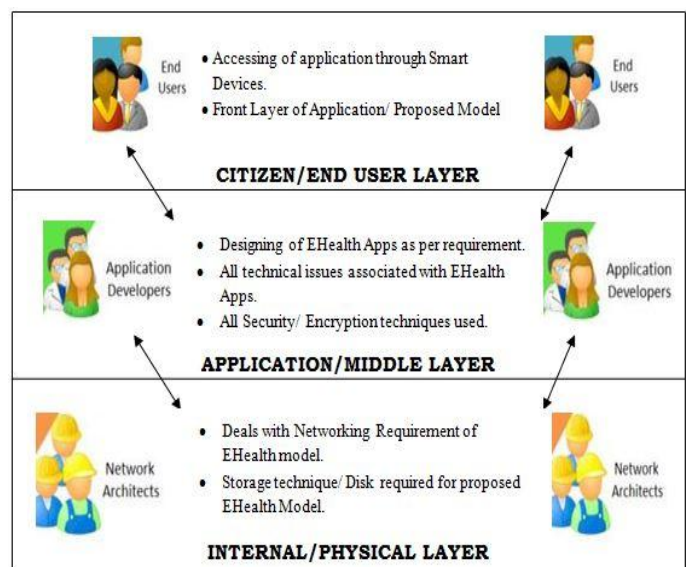 End
Users
• Accessing of application through Smart
Devices.
• Front Layer of Application/ Proposed Model
End
Users
CITIZEN/END USER LAYER
Application
Developers
• Designing of EHealth Apps as per requirement.
• All technical issues associated with EHealth
Apps.
• All Security/ Encryption techniques used.
Application
Developers
APPLICATION/MIDDLE LAYER
Network
Architects
• Deals with Networking Requirement of
EHealth model.
• Storage technique/ Disk required for proposed
EHealth Model.
Network
Architects
INTERNAL/PHYSICAL LAYER